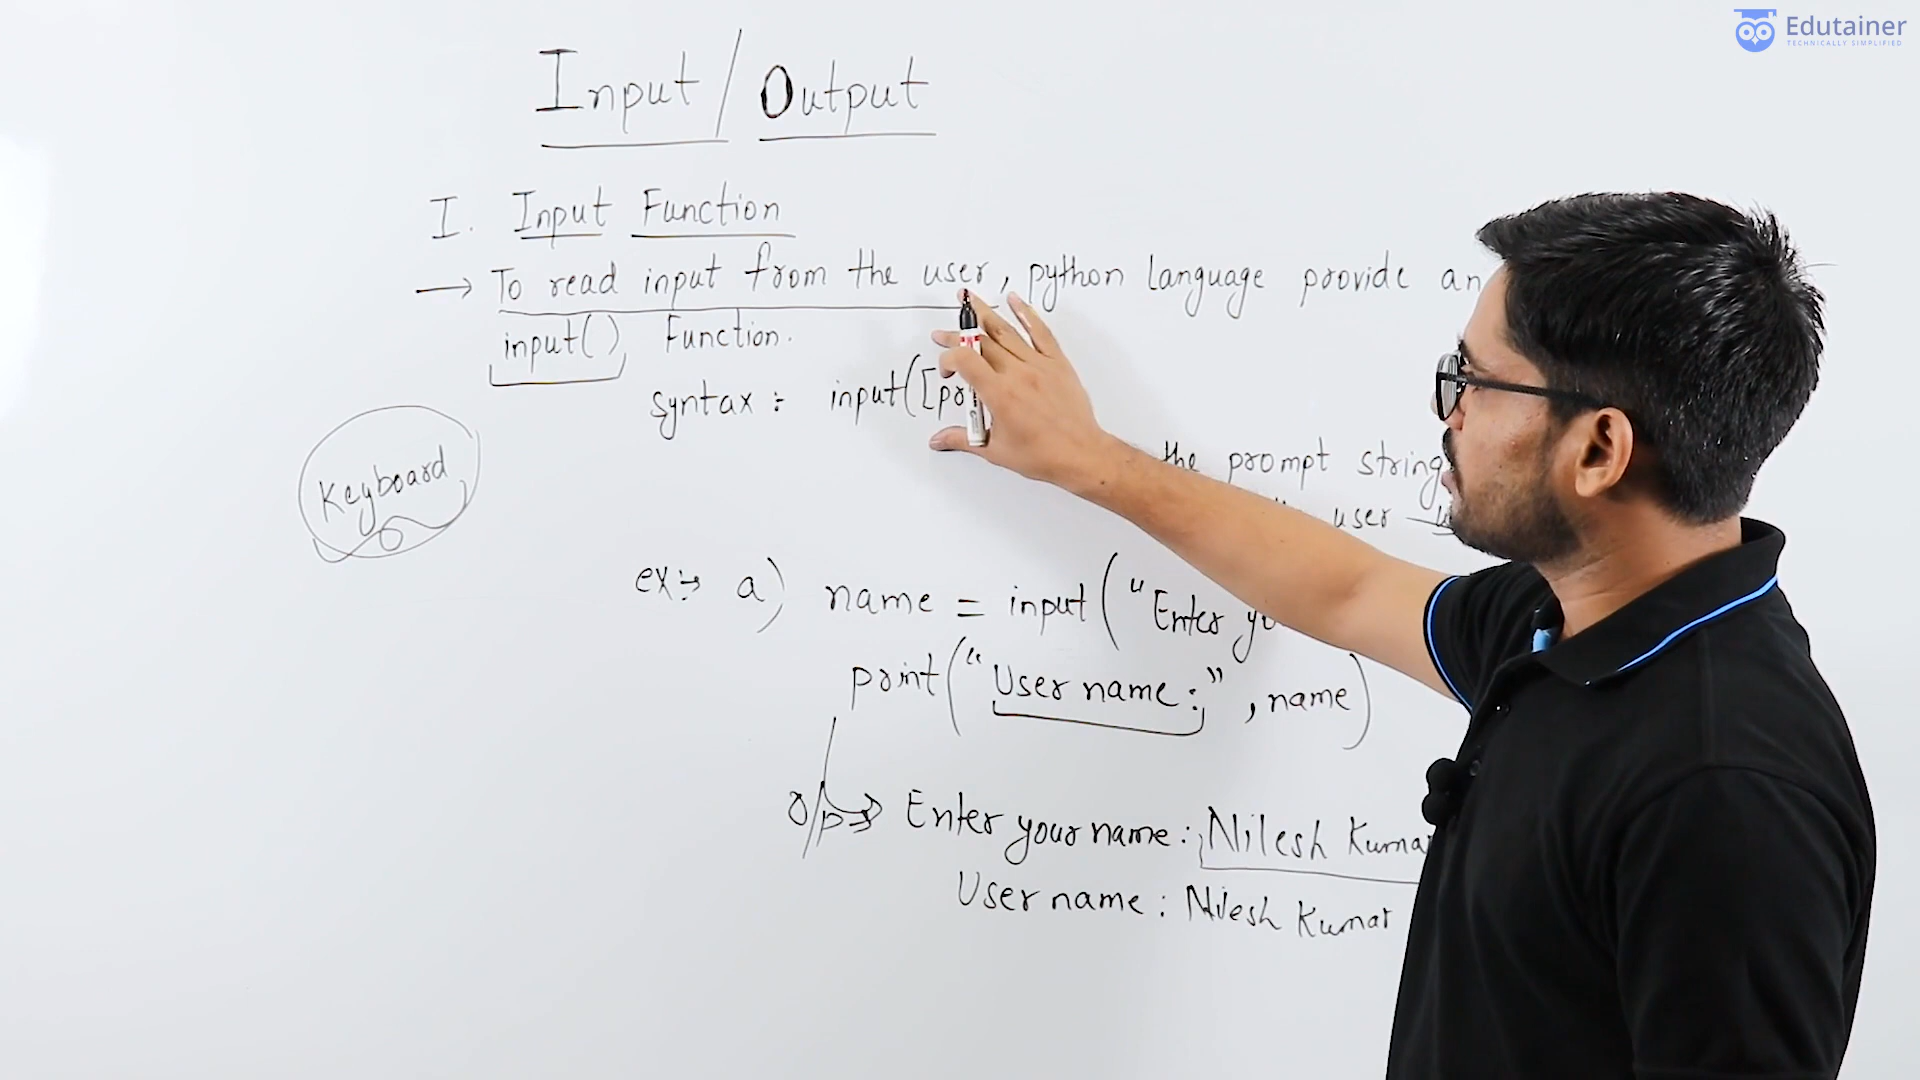 Edutainer
TECHNICALLY SIMPLIFIED
Input / Output
I. Input Function
→ To read input from the user, python language provide an
input() Function.
Syntax :- input([pro
Keyboard
the prompt string
user
ex:- a) name = input("Enter yo
print("User name:", name)
O/p→ Enter your name: Nilesh Kumar
User name: Nilesh Kumar